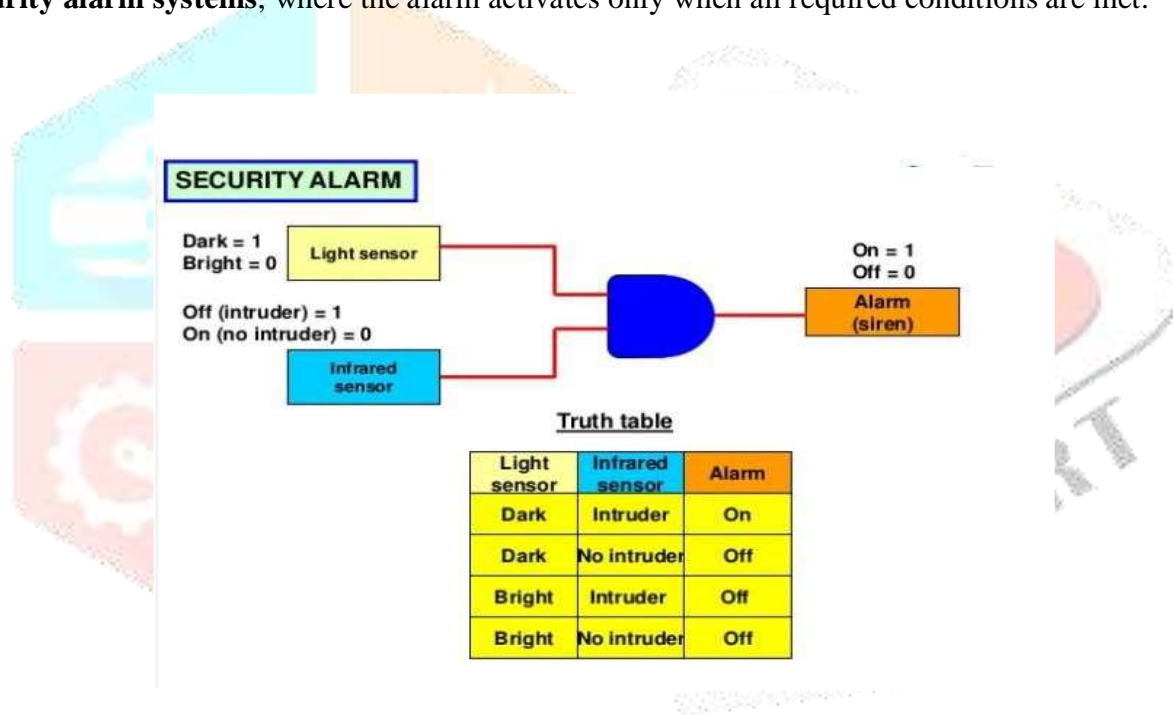 urity alarm systems, where the alarm activates only when all required conditions are met.
SECURITY ALARM
Dark = 1
Bright = 0
Light sensor
Off (intruder) = 1
On (no intruder) = 0
Infrared
sensor
On = 1
Off = 0
Alarm
(siren)
Truth table
Light
sensor
Infrared
sensor
Alarm
Dark Intruder On
Dark No intruder Off
Bright Intruder Off
Bright No intruder Off
RT